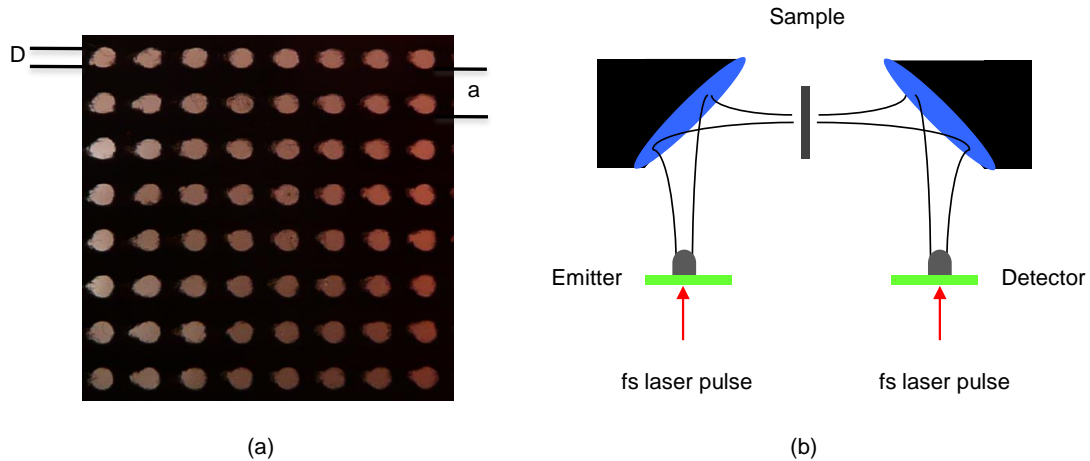 D
a
(a)
Sample
Emitter
Detector
fs laser pulse
fs laser pulse
(b)